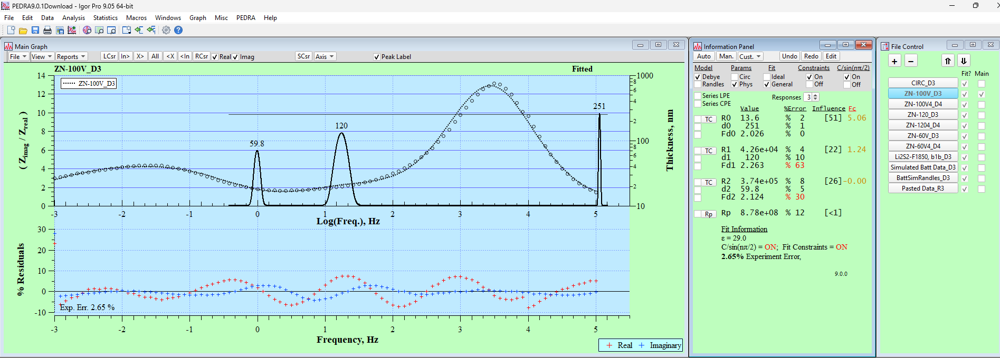 PEDRA9.0.1Download - Igor Pro 9.05 64-bit
File Edit Data Analysis Statistics Macros Windows Graph Misc PEDRA Help
Main Graph
File View Reports LCsr In> X> All <X <In RCsr Real Imag SCsr Axis Peak Label
ZN-100V_D3 Fitted
ZN-100V_D3
( Zimag / Zreal )
14
12
10
8
6
4
2
0
59.8
120
251
1000
8
6
4
2
100
8
6
4
2
10
Thickness, nm
-3 -2 -1 0 1 2 3 4 5
Log(Freq.), Hz
% Residuals
30
20
10
0
-10
Exp. Err. 2.65 %
-3 -2 -1 0 1 2 3 4 5
Frequency, Hz
Real Imaginary
Information Panel
Auto Man. Cust. Undo Redo Edit
Model Params Fit Constraints C/sin(nπ/2)
Debye Circ Ideal On On
Randles Phys General Off Off
Series LPE Responses 3
Series CPE
Value %Error Influence Fc
TC R0 13.6 % 2 [51] 5.06
d0 251 % 1
Fd0 2.026 % 0
TC R1 4.26e+04 % 4 [22] 1.24
d1 120 % 10
Fd1 2.263 % 63
TC R2 3.74e+05 % 8 [26] -0.00
d2 59.8 % 5
Fd2 2.124 % 30
Rp Rp 8.78e+08 % 12 [<1]
Fit Information
ε = 29.0
C/sin(nπ/2) = ON; Fit Constraints = ON
2.65% Experiment Error,
9.0.0
File Control
+ - ⇑ ⇓
Fit? Main
CIRC_D3
ZN-100V_D3
ZN-100V4_D4
ZN-120_D3
ZN-1204_D4
ZN-60V_D3
ZN-60V4_D4
Li2S2-F1850, b1b_D3
Simulated Batt Data_D3
BattSimRandles_D3
Pasted Data_R3